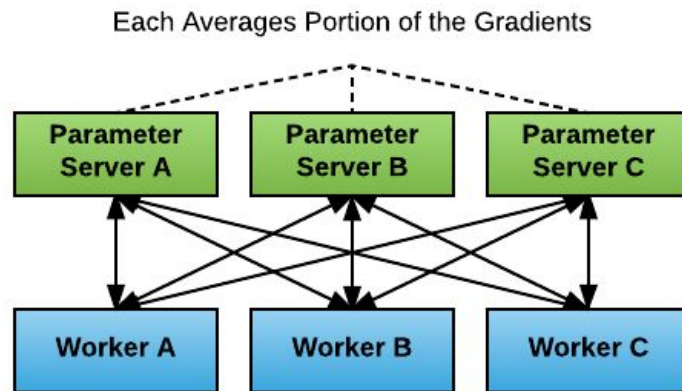 Each Averages Portion of the Gradients
Parameter
Server A
Parameter
Server B
Parameter
Server C
Worker A
Worker B
Worker C